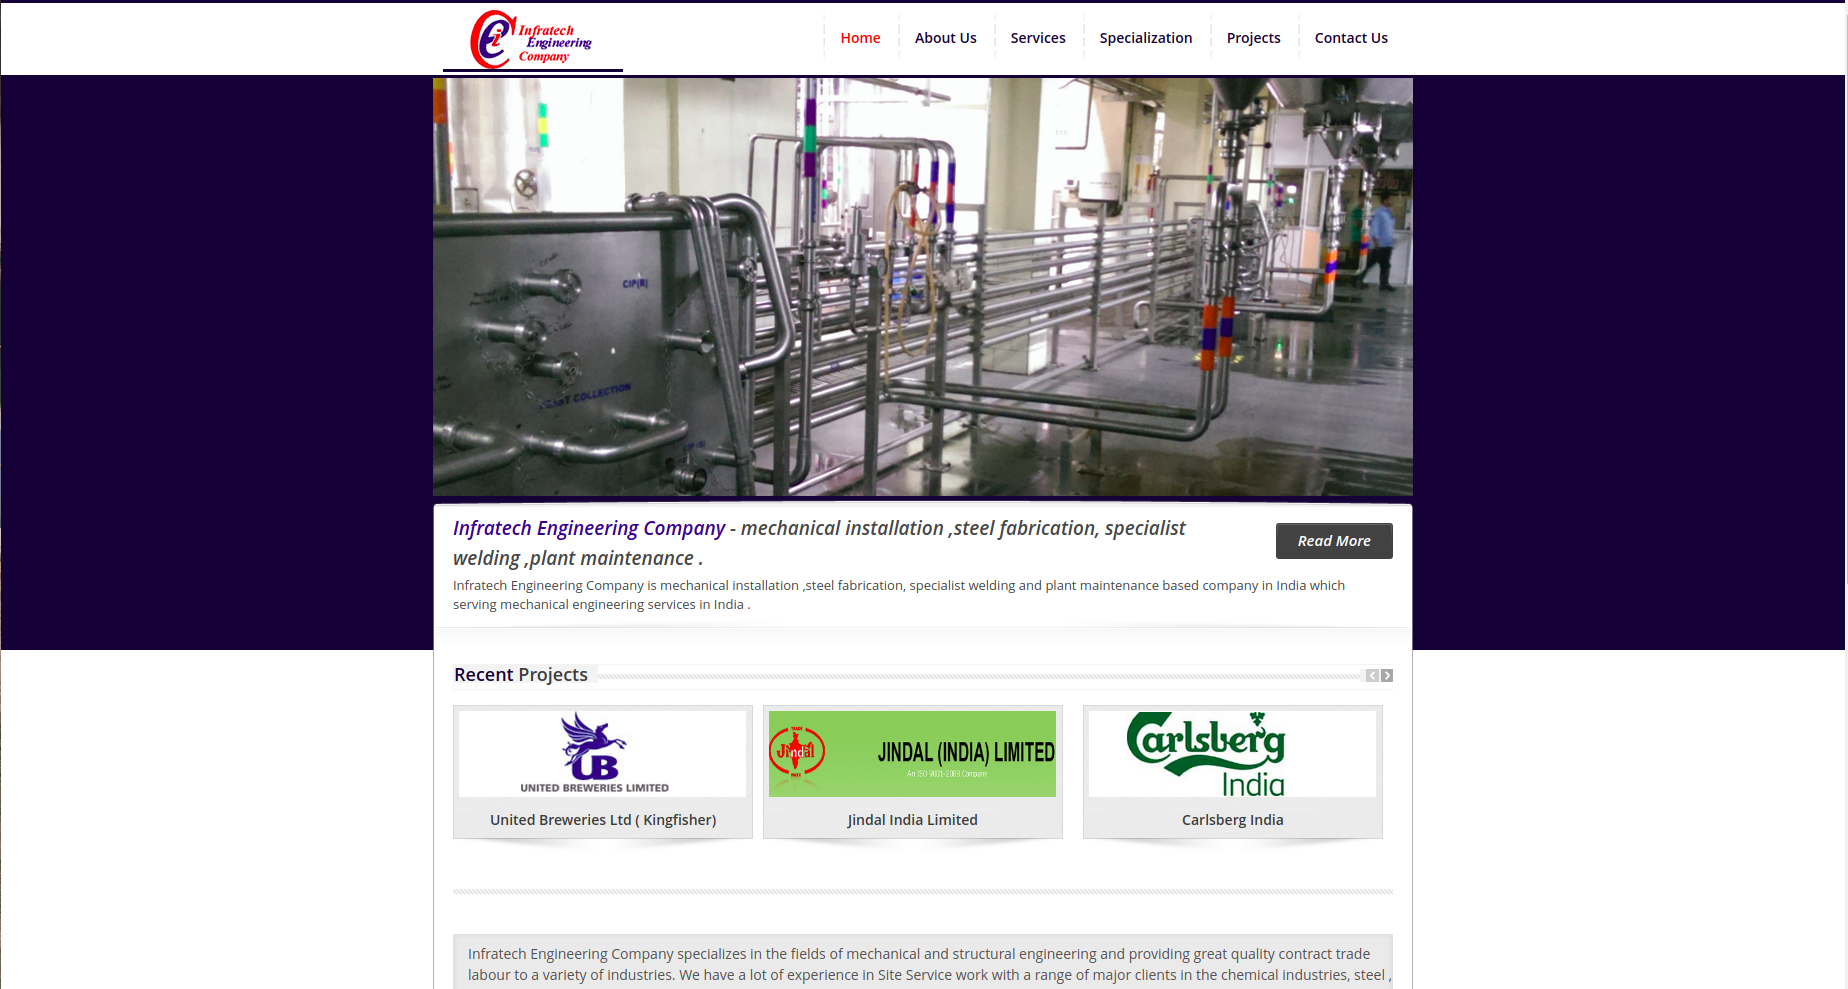 Infratech
Engineering
Company
Home
About Us
Services
Specialization
Projects
Contact Us
CIP(R)
COLLECTION
Infratech Engineering Company - mechanical installation ,steel fabrication, specialist
welding ,plant maintenance .
Read More
Infratech Engineering Company is mechanical installation ,steel fabrication, specialist welding and plant maintenance based company in India which
serving mechanical engineering services in India .
Recent Projects
UB
UNITED BREWERIES LIMITED
United Breweries Ltd ( Kingfisher)
TRADE
Jindal
MARK
JINDAL (INDIA) LIMITED
An ISO 9001-2008 Company
Jindal India Limited
Carlsberg
India
Carlsberg India
Infratech Engineering Company specializes in the fields of mechanical and structural engineering and providing great quality contract trade
labour to a variety of industries. We have a lot of experience in Site Service work with a range of major clients in the chemical industries, steel ,